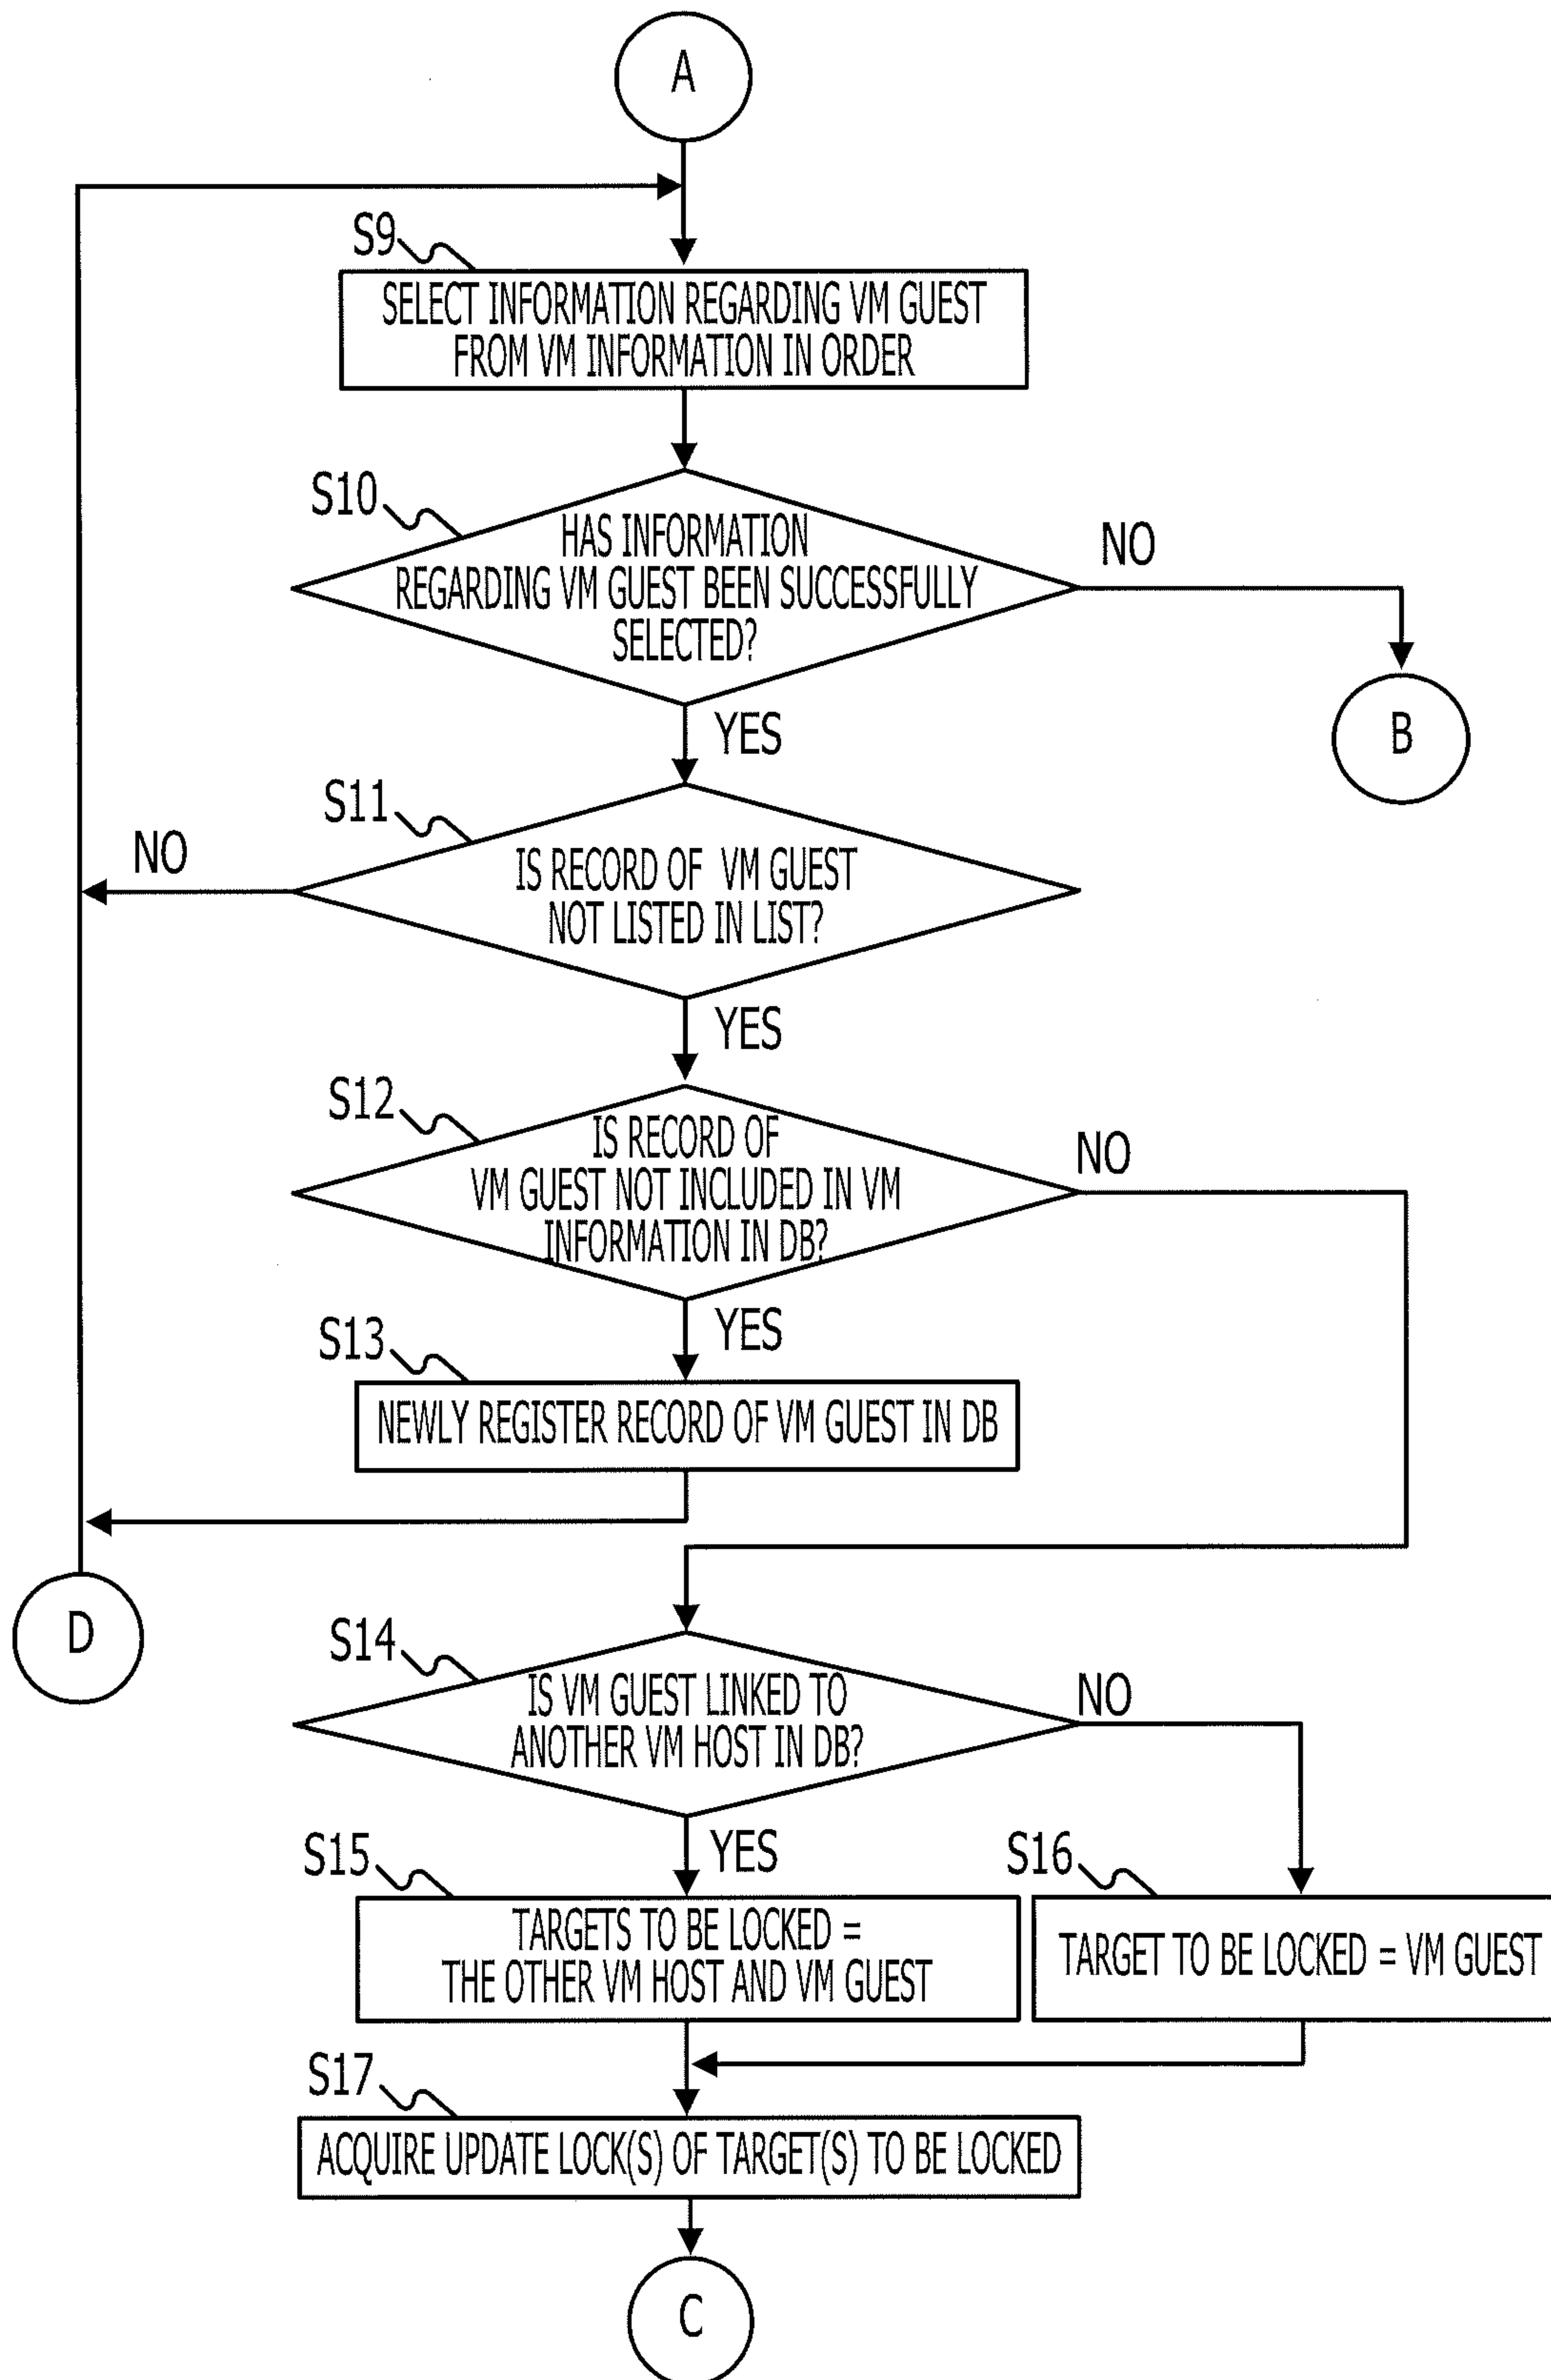 A
S9
SELECT INFORMATION REGARDING VM GUEST
FROM VM INFORMATION IN ORDER
S10
HAS INFORMATION
REGARDING VM GUEST BEEN SUCCESSFULLY
SELECTED?
NO
B
YES
S11
NO
IS RECORD OF VM GUEST
NOT LISTED IN LIST?
YES
S12
IS RECORD OF
VM GUEST NOT INCLUDED IN VM
INFORMATION IN DB?
NO
YES
S13
NEWLY REGISTER RECORD OF VM GUEST IN DB
D
S14
IS VM GUEST LINKED TO
ANOTHER VM HOST IN DB?
NO
YES
S15
TARGETS TO BE LOCKED =
THE OTHER VM HOST AND VM GUEST
S16
TARGET TO BE LOCKED = VM GUEST
S17
ACQUIRE UPDATE LOCK(S) OF TARGET(S) TO BE LOCKED
C